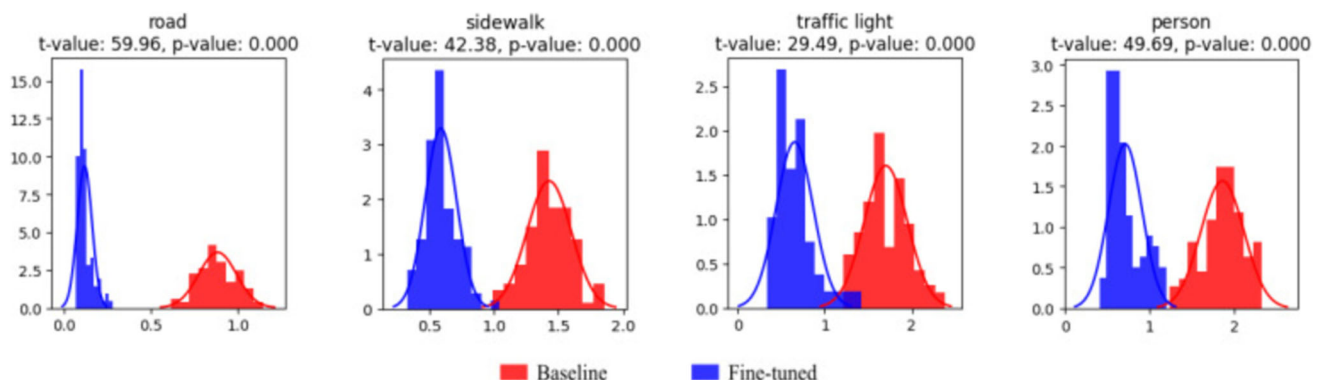 road
t-value: 59.96, p-value: 0.000
15.0
12.5
10.0
7.5
5.0
2.5
0.0
0.0 0.5 1.0
sidewalk
t-value: 42.38, p-value: 0.000
4
3
2
1
0
0.5 1.0 1.5 2.0
traffic light
t-value: 29.49, p-value: 0.000
2.5
2.0
1.5
1.0
0.5
0.0
0 1 2
person
t-value: 49.69, p-value: 0.000
3.0
2.5
2.0
1.5
1.0
0.5
0.0
0 1 2
Baseline Fine-tuned